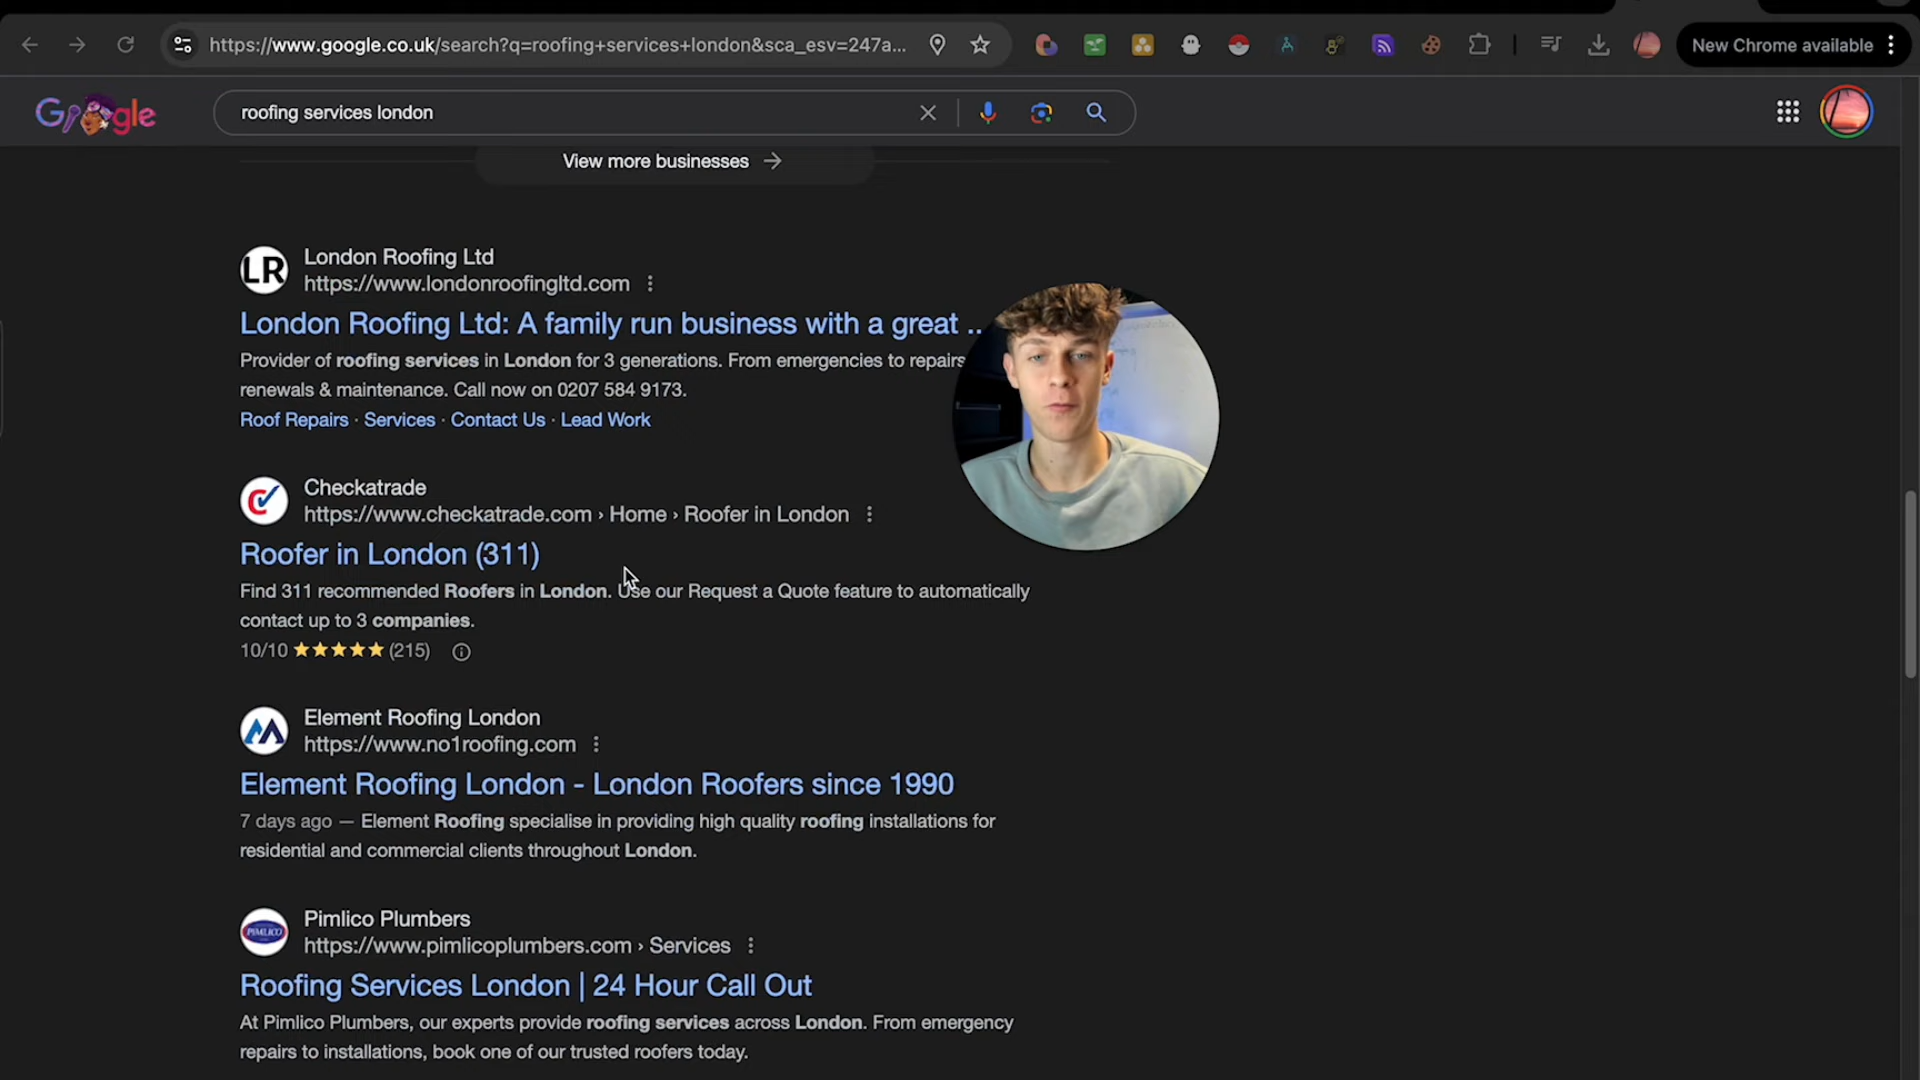 https://www.google.co.uk/search?q=roofing+services+london&sca_esv=247a...
New Chrome available
Google
roofing services london
View more businesses
LR
London Roofing Ltd
https://www.londonroofingltd.com
London Roofing Ltd: A family run business with a great ..
Provider of roofing services in London for 3 generations. From emergencies to repairs
renewals & maintenance. Call now on 0207 584 9173.
Roof Repairs · Services · Contact Us · Lead Work
Checkatrade
https://www.checkatrade.com › Home › Roofer in London
Roofer in London (311)
Find 311 recommended Roofers in London. Use our Request a Quote feature to automatically
contact up to 3 companies.
10/10 ★★★★★ (215)
Element Roofing London
https://www.no1roofing.com
Element Roofing London - London Roofers since 1990
7 days ago — Element Roofing specialise in providing high quality roofing installations for
residential and commercial clients throughout London.
PIMLICO
Pimlico Plumbers
https://www.pimlicoplumbers.com › Services
Roofing Services London | 24 Hour Call Out
At Pimlico Plumbers, our experts provide roofing services across London. From emergency
repairs to installations, book one of our trusted roofers today.